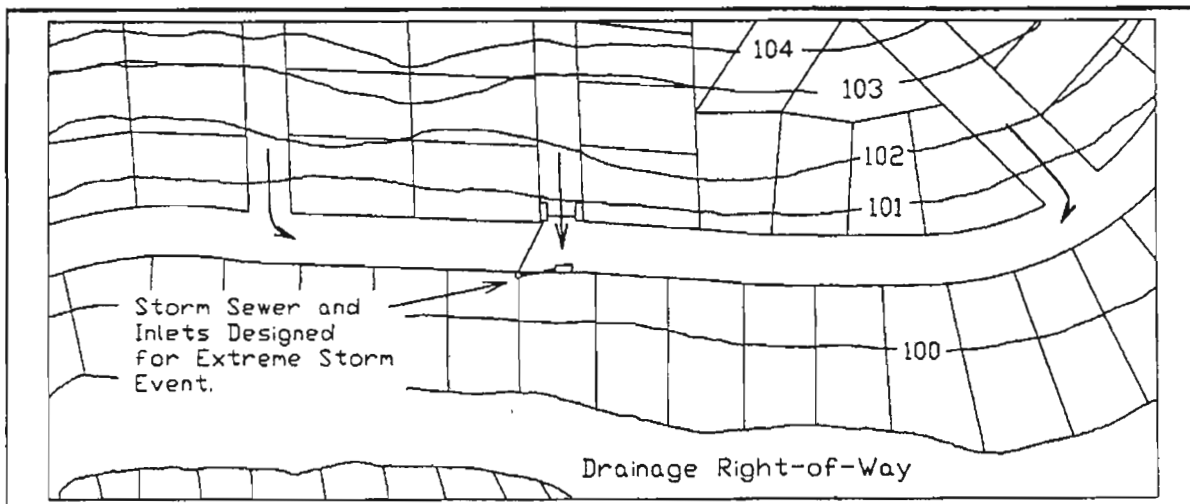 104
103
102
101
Storm Sewer and
Inlets Designed
for Extreme Storm
Event.
100
Drainage Right-of-Way